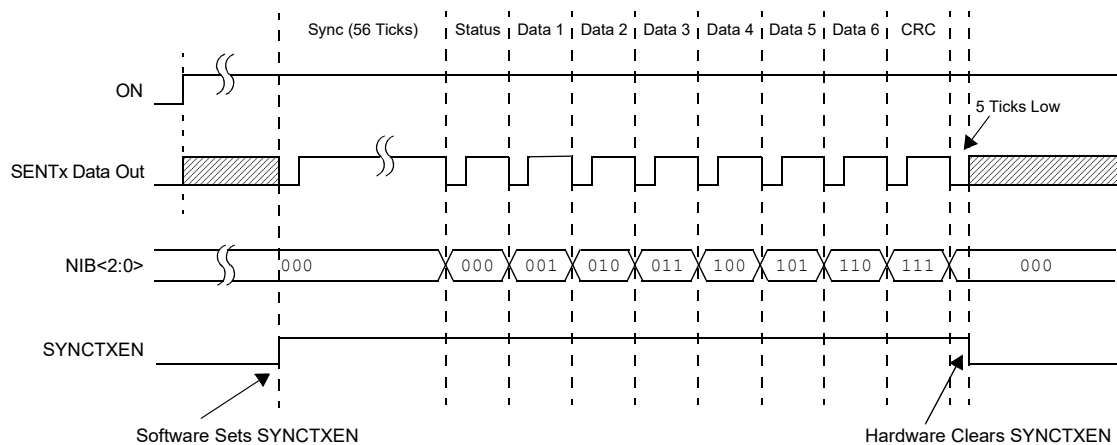 Sync (56 Ticks) Status Data 1 Data 2 Data 3 Data 4 Data 5 Data 6 CRC
ON
5 Ticks Low
SENTx Data Out
NIB<2:0> 000 000 001 010 011 100 101 110 111 000
SYNCTXEN
Software Sets SYNCTXEN Hardware Clears SYNCTXEN